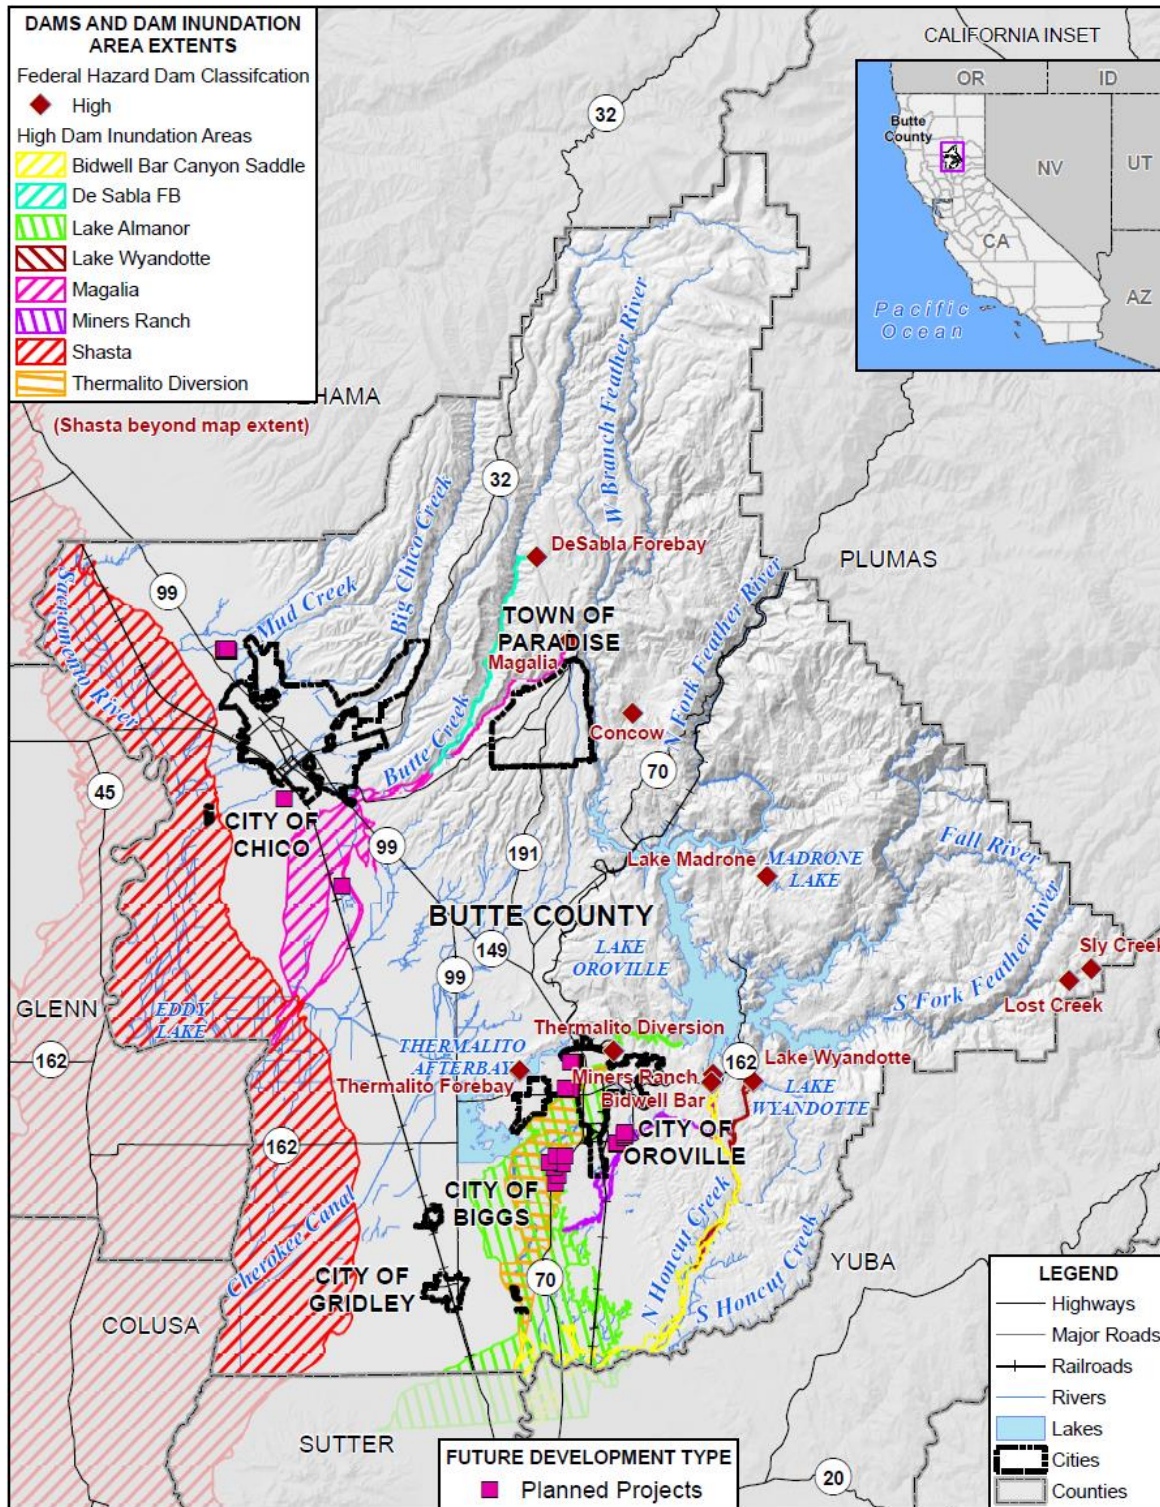 DAMS AND DAM INUNDATION
AREA EXTENTS
Federal Hazard Dam Classifcation
High
High Dam Inundation Areas
Bidwell Bar Canyon Saddle
De Sabla FB
Lake Almanor
Lake Wyandotte
Magalia
Miners Ranch
Shasta
Thermalito Diversion
CALIFORNIA INSET
OR
ID
Butte
County
NV
UT
CA
AZ
Pacific
Ocean
32
EHAMA
(Shasta beyond map extent)
W Branch Feather River
32
Big Chico Creek
DeSabla Forebay
PLUMAS
Sacramento River
99
Mud Creek
TOWN OF
PARADISE
Magalia
N Fork Feather River
Concow
Butte Creek
70
45
CITY OF
CHICO
99
191
Lake Madrone
MADRONE
LAKE
Fall River
BUTTE COUNTY
149
LAKE
OROVILLE
99
S Fork Feather River
Sly Creek
Lost Creek
GLENN
EDDY
LAKE
162
Thermalito Diversion
THERMALITO
AFTERBAY
Thermalito Forebay
Miners Ranch
Bidwell Bar
162
Lake Wyandotte
LAKE
WYANDOTTE
CITY OF
OROVILLE
162
CITY OF
BIGGS
Cherokee Canal
CITY OF
GRIDLEY
70
N Honcut Creek
S Honcut Creek
YUBA
COLUSA
SUTTER
20
LEGEND
Highways
Major Roads
Railroads
Rivers
Lakes
Cities
Counties
FUTURE DEVELOPMENT TYPE
Planned Projects